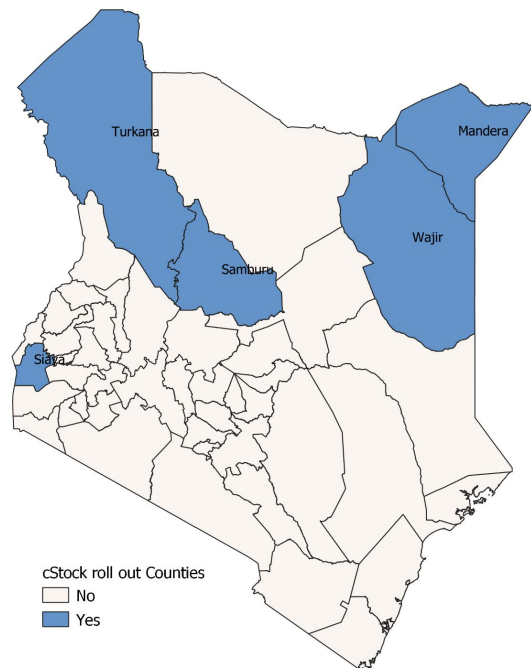 Turkana
Mandera
Wajir
Samburu
Siaya
cStock roll out Counties
No
Yes